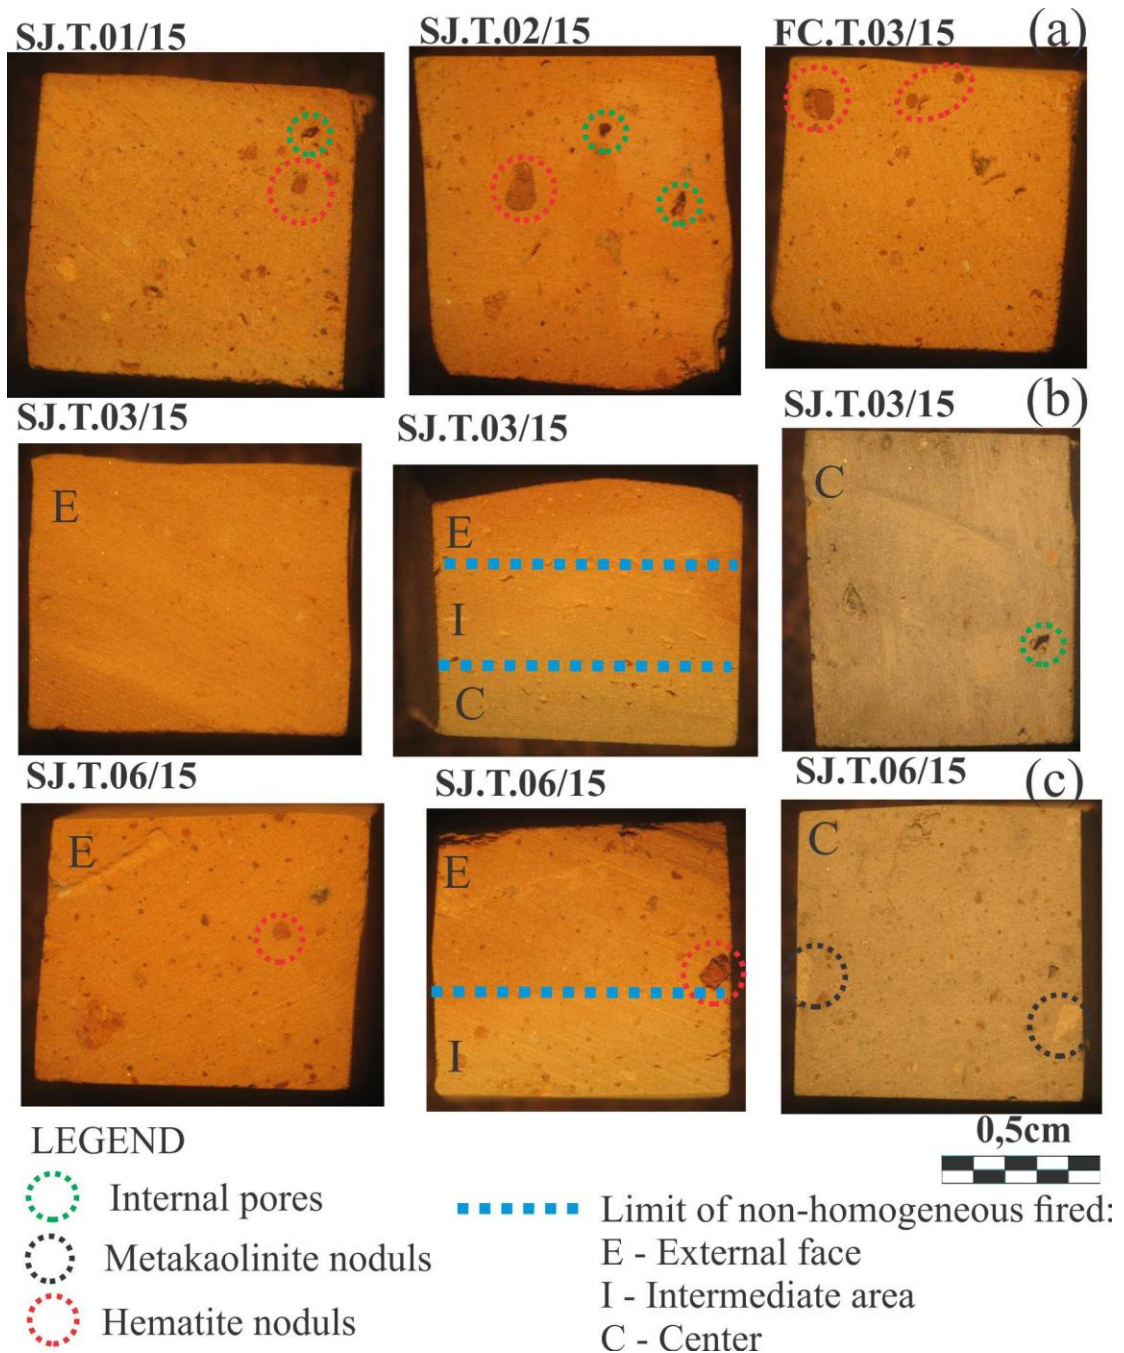 SJ.T.01/15
SJ.T.02/15
FC.T.03/15
(a)
SJ.T.03/15
SJ.T.03/15
SJ.T.03/15
(b)
E
E
I
C
C
SJ.T.06/15
SJ.T.06/15
SJ.T.06/15
(c)
E
E
I
C
LEGEND
Internal pores
Metakaolinite noduls
Hematite noduls
0,5cm
Limit of non-homogeneous fired:
E - External face
I - Intermediate area
C - Center